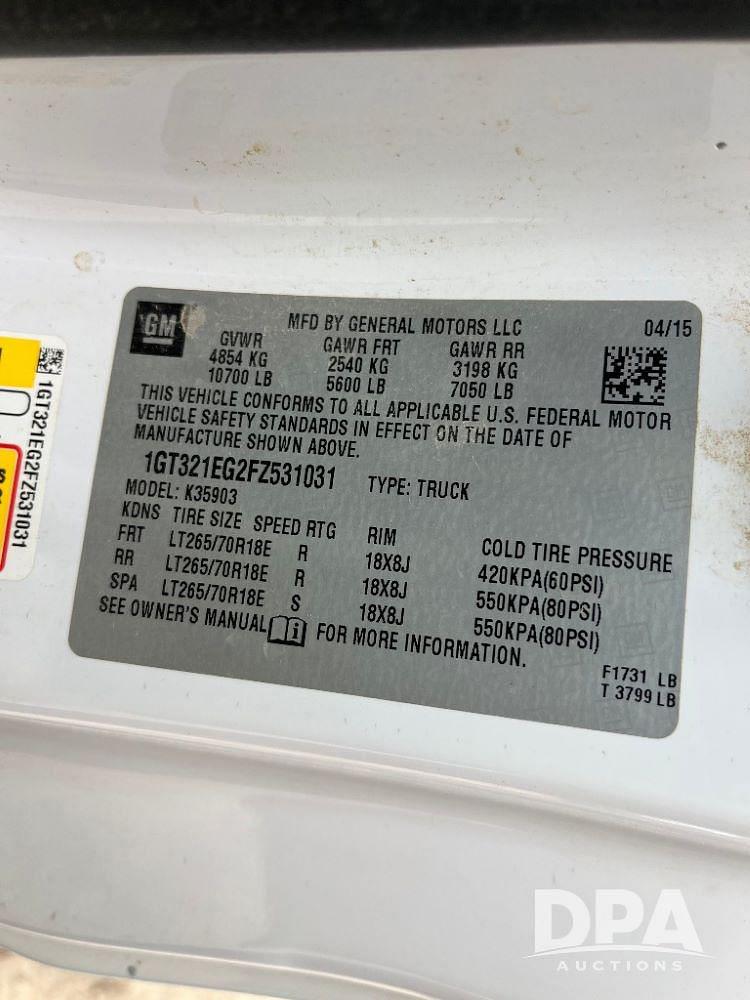 GM
MFD BY GENERAL MOTORS LLC 04/15
GVWR GAWR FRT GAWR RR
4854 KG 2540 KG 3198 KG
10700 LB 5600 LB 7050 LB
THIS VEHICLE CONFORMS TO ALL APPLICABLE U.S. FEDERAL MOTOR
VEHICLE SAFETY STANDARDS IN EFFECT ON THE DATE OF
MANUFACTURE SHOWN ABOVE.
1GT321EG2FZ531031 TYPE: TRUCK
MODEL: K35903
KDNS TIRE SIZE SPEED RTG RIM COLD TIRE PRESSURE
FRT LT265/70R18E R 18X8J 420KPA(60PSI)
RR LT265/70R18E R 18X8J 550KPA(80PSI)
SPA LT265/70R18E S 18X8J 550KPA(80PSI)
SEE OWNER'S MANUAL i FOR MORE INFORMATION.
F1731 LB
T 3799 LB
1GT321EG2FZ531031
DPA
AUCTIONS